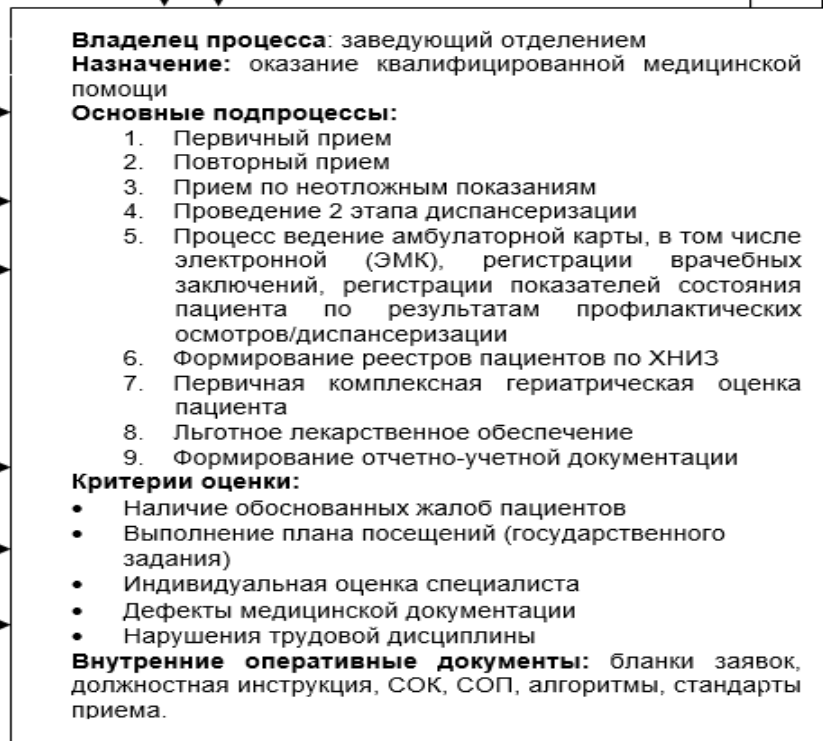 Владелец процесса: заведующий отделением
Назначение: оказание квалифицированной медицинской
помощи
Основные подпроцессы:
1. Первичный прием
2. Повторный прием
3. Прием по неотложным показаниям
4. Проведение 2 этапа диспансеризации
5. Процесс ведение амбулаторной карты, в том числе
электронной (ЭМК), регистрации врачебных
заключений, регистрации показателей состояния
пациента по результатам профилактических
осмотров/диспансеризации
6. Формирование реестров пациентов по ХНИЗ
7. Первичная комплексная гериатрическая оценка
пациента
8. Льготное лекарственное обеспечение
9. Формирование отчетно-учетной документации
Критерии оценки:
• Наличие обоснованных жалоб пациентов
• Выполнение плана посещений (государственного
задания)
• Индивидуальная оценка специалиста
• Дефекты медицинской документации
• Нарушения трудовой дисциплины
Внутренние оперативные документы: бланки заявок,
должностная инструкция, СОК, СОП, алгоритмы, стандарты
приема.